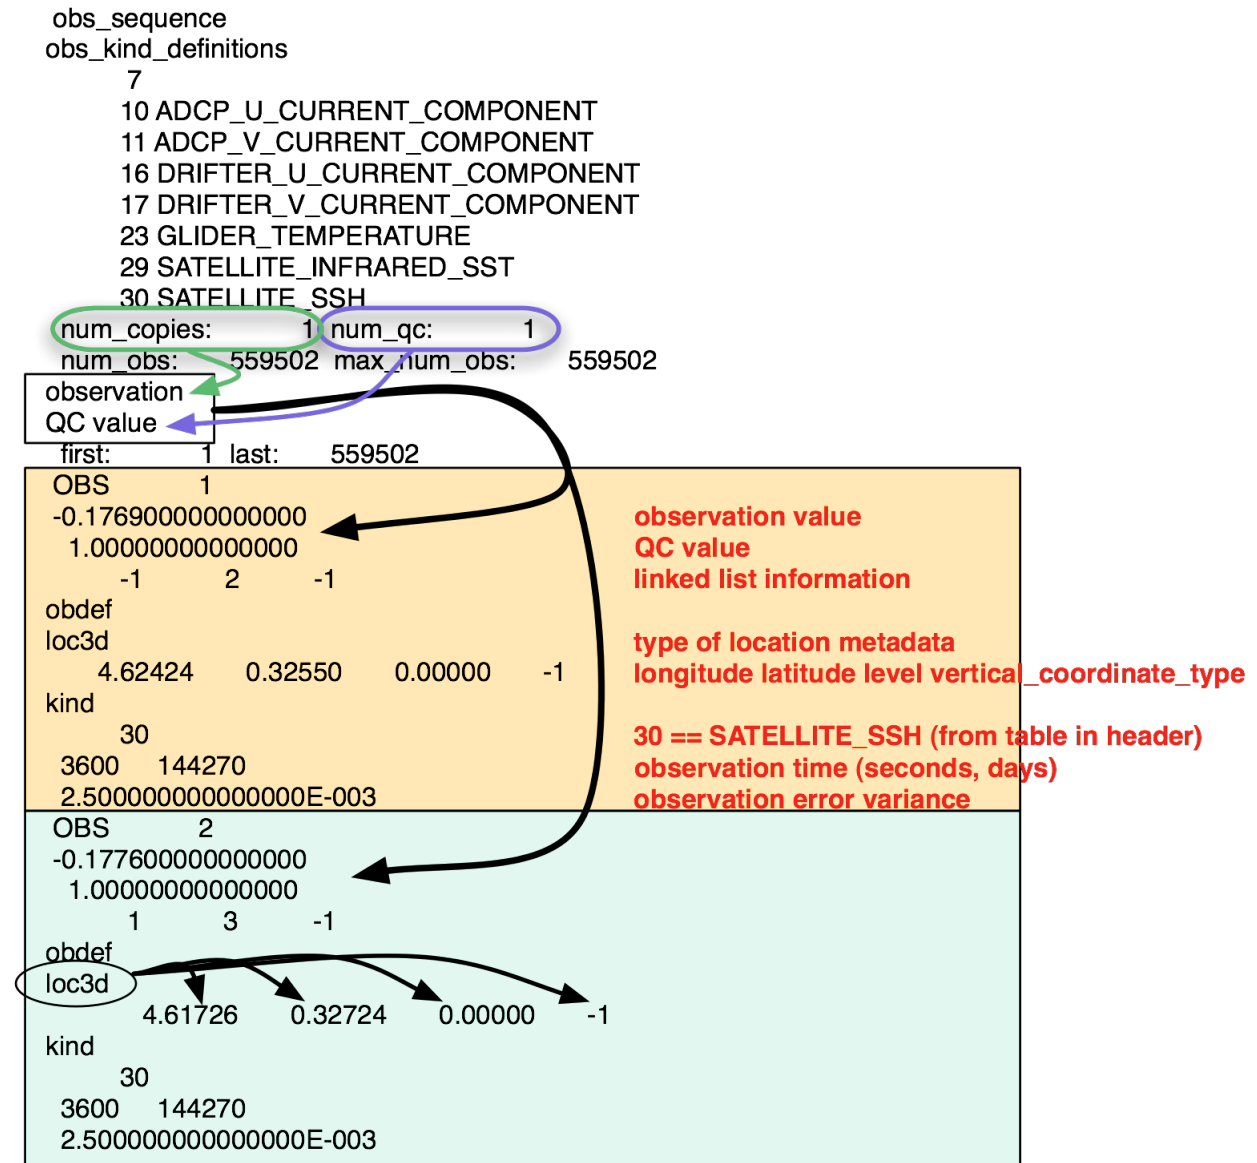 obs_sequence
obs_kind_definitions
7
10 ADCP_U_CURRENT_COMPONENT
11 ADCP_V_CURRENT_COMPONENT
16 DRIFTER_U_CURRENT_COMPONENT
17 DRIFTER_V_CURRENT_COMPONENT
23 GLIDER_TEMPERATURE
29 SATELLITE_INFRARED_SST
30 SATELLITE_SSH
num_copies: 1 num_qc: 1
num_obs: 559502 max_num_obs: 559502
observation
QC value
first: 1 last: 559502
OBS 1
-0.176900000000000 observation value
1.00000000000000 QC value
-1 2 -1 linked list information
obdef
loc3d type of location metadata
4.62424 0.32550 0.00000 -1 longitude latitude level vertical_coordinate_type
kind
30 30 == SATELLITE_SSH (from table in header)
3600 144270 observation time (seconds, days)
2.500000000000000E-003 observation error variance
OBS 2
-0.177600000000000
1.00000000000000
1 3 -1
obdef
loc3d
4.61726 0.32724 0.00000 -1
kind
30
3600 144270
2.500000000000000E-003